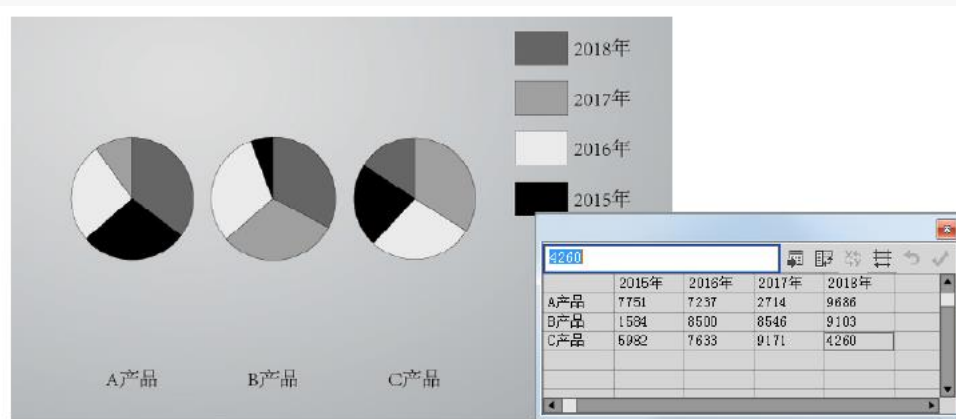 2018年
2017年
2016年
2015年
A产品 B产品 C产品
4260
2015年 2016年 2017年 2018年
A产品 7751 7237 2714 9686
B产品 1584 8500 8546 9103
C产品 5982 7633 9171 4260